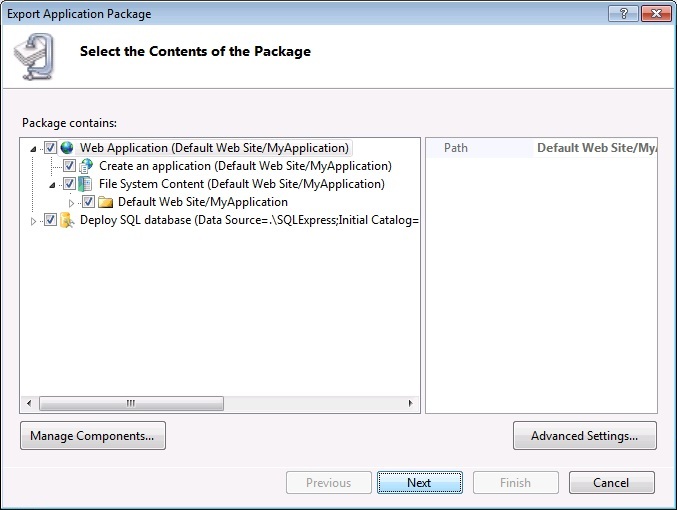 Export Application Package
Select the Contents of the Package
Package contains:
Web Application (Default Web Site/MyApplication)
Create an application (Default Web Site/MyApplication)
File System Content (Default Web Site/MyApplication)
Default Web Site/MyApplication
Deploy SQL database (Data Source=.\SQLExpress;Initial Catalog=
Path Default Web Site/My
Manage Components...
Advanced Settings...
Previous
Next
Finish
Cancel